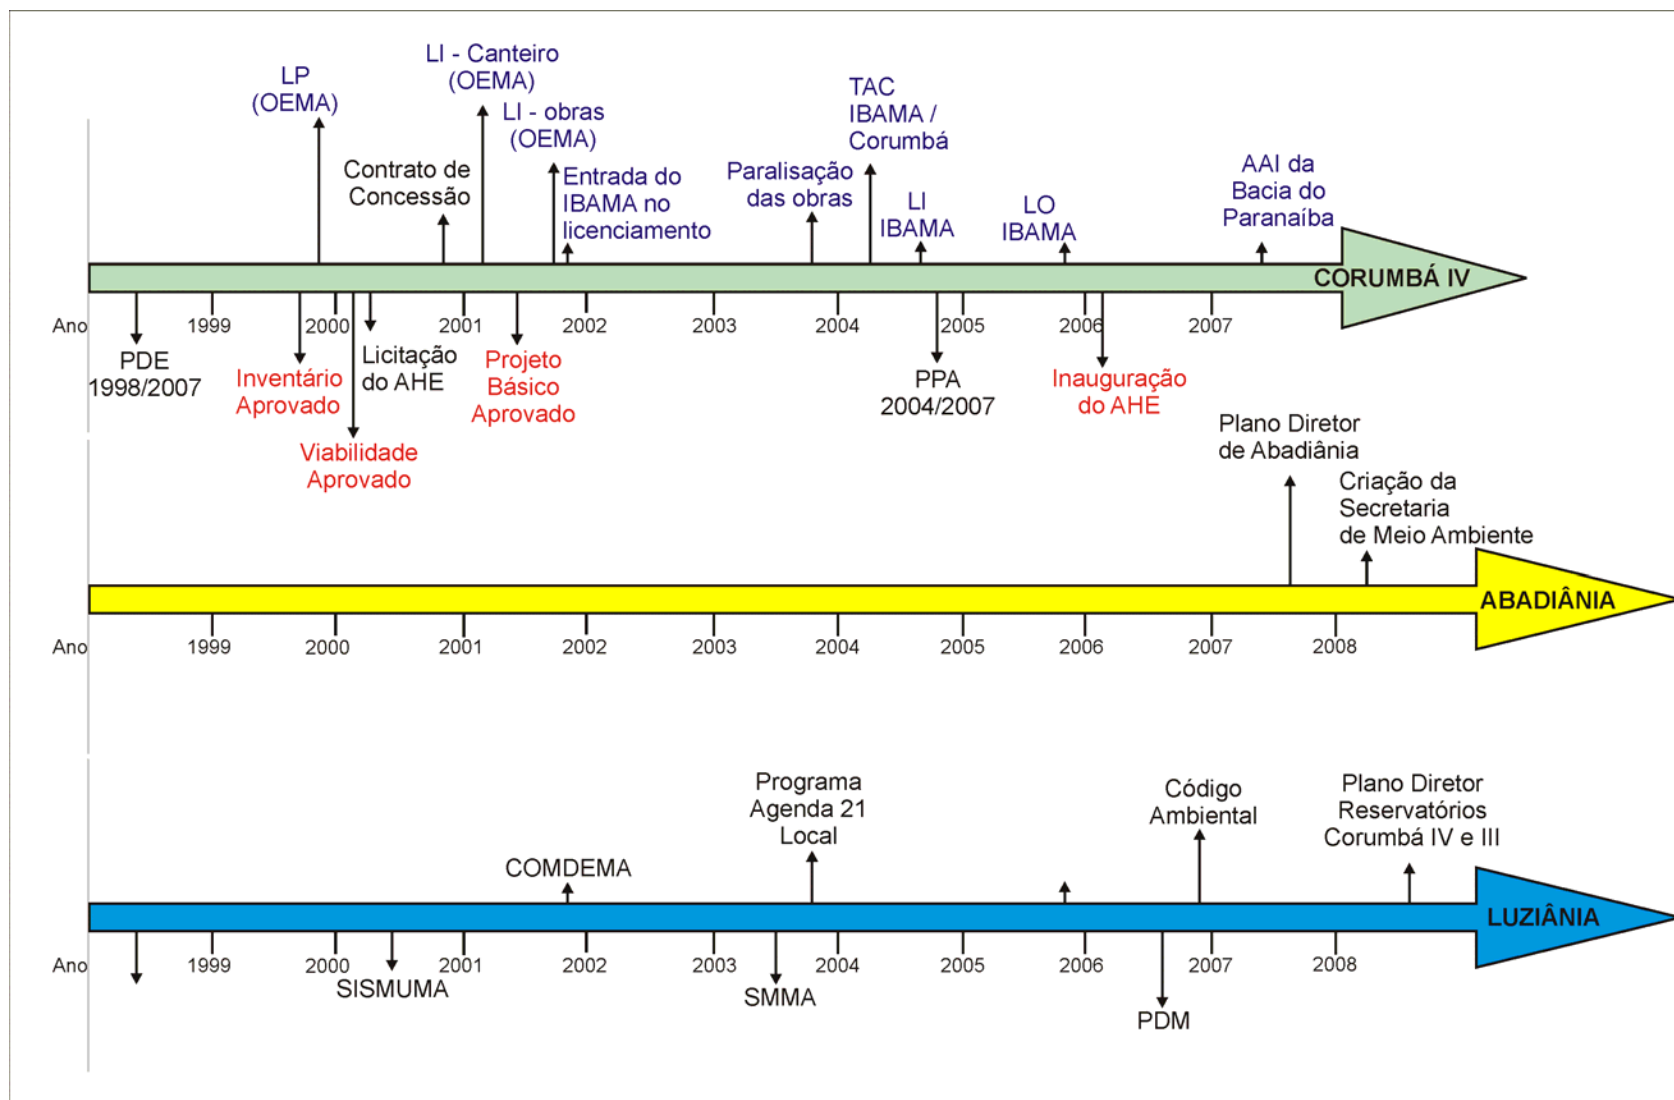 LP
(OEMA)
LI - Canteiro
(OEMA)
LI - obras
(OEMA)
Contrato de
Concessão
Entrada do
IBAMA no
licenciamento
Paralisação
das obras
TAC
IBAMA /
Corumbá
LI
IBAMA
LO
IBAMA
AAI da
Bacia do
Paranaíba
CORUMBÁ IV
Ano 1999 2000 2001 2002 2003 2004 2005 2006 2007
PDE
1998/2007
Inventário
Aprovado
Viabilidade
Aprovado
Licitação
do AHE
Projeto
Básico
Aprovado
PPA
2004/2007
Inauguração
do AHE
Plano Diretor
de Abadiânia
Criação da
Secretaria
de Meio Ambiente
ABADIÂNIA
Ano 1999 2000 2001 2002 2003 2004 2005 2006 2007 2008
COMDEMA
Programa
Agenda 21
Local
Código
Ambiental
Plano Diretor
Reservatórios
Corumbá IV e III
LUZIÂNIA
Ano 1999 2000 2001 2002 2003 2004 2005 2006 2007 2008
SISMUMA
SMMA
PDM